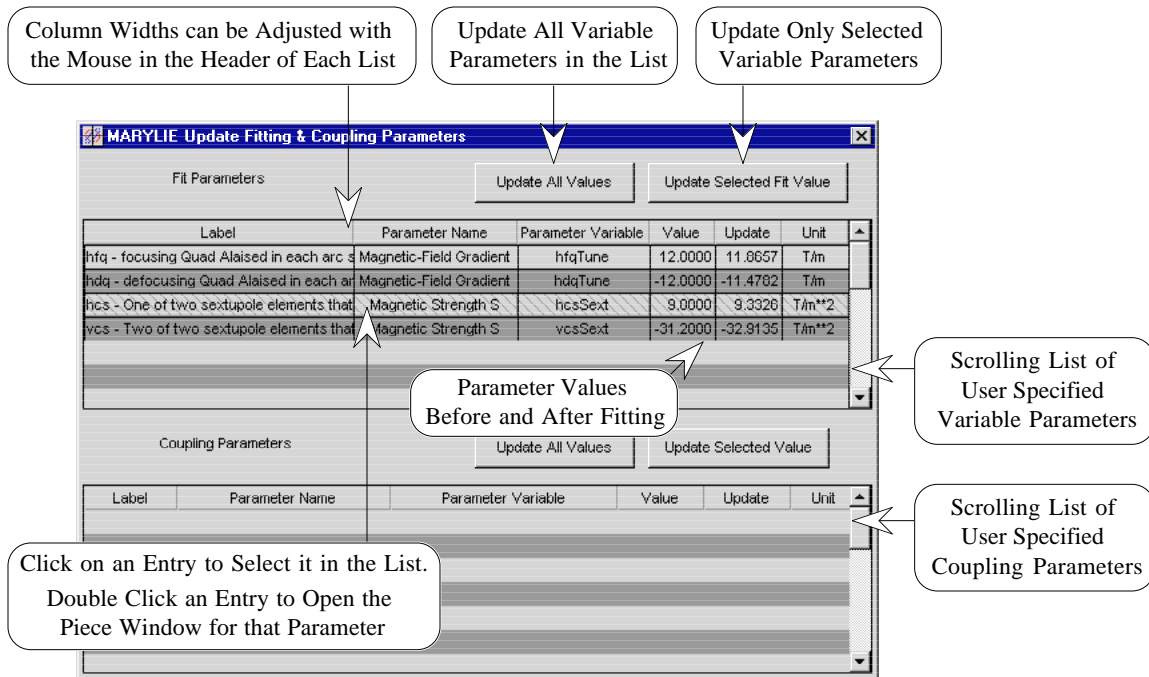 Column Widths can be Adjusted with
the Mouse in the Header of Each List
Update All Variable
Parameters in the List
Update Only Selected
Variable Parameters
MARYLIE Update Fitting & Coupling Parameters
Fit Parameters
Update All Values
Update Selected Fit Value
Label Parameter Name Parameter Variable Value Update Unit
hfq - focusing Quad Alaised in each arc s Magnetic-Field Gradient hfqTune 12.0000 11.8657 T/m
hdq - defocusing Quad Alaised in each ar Magnetic-Field Gradient hdqTune -12.0000 -11.4782 T/m
hcs - One of two sextupole elements that Magnetic Strength S hcsSext 9.0000 9.3326 T/m**2
vcs - Two of two sextupole elements that Magnetic Strength S vcsSext -31.2000 -32.9135 T/m**2
Parameter Values
Before and After Fitting
Scrolling List of
User Specified
Variable Parameters
Coupling Parameters
Update All Values
Update Selected Value
Label Parameter Name Parameter Variable Value Update Unit
Scrolling List of
User Specified
Coupling Parameters
Click on an Entry to Select it in the List.
Double Click an Entry to Open the
Piece Window for that Parameter